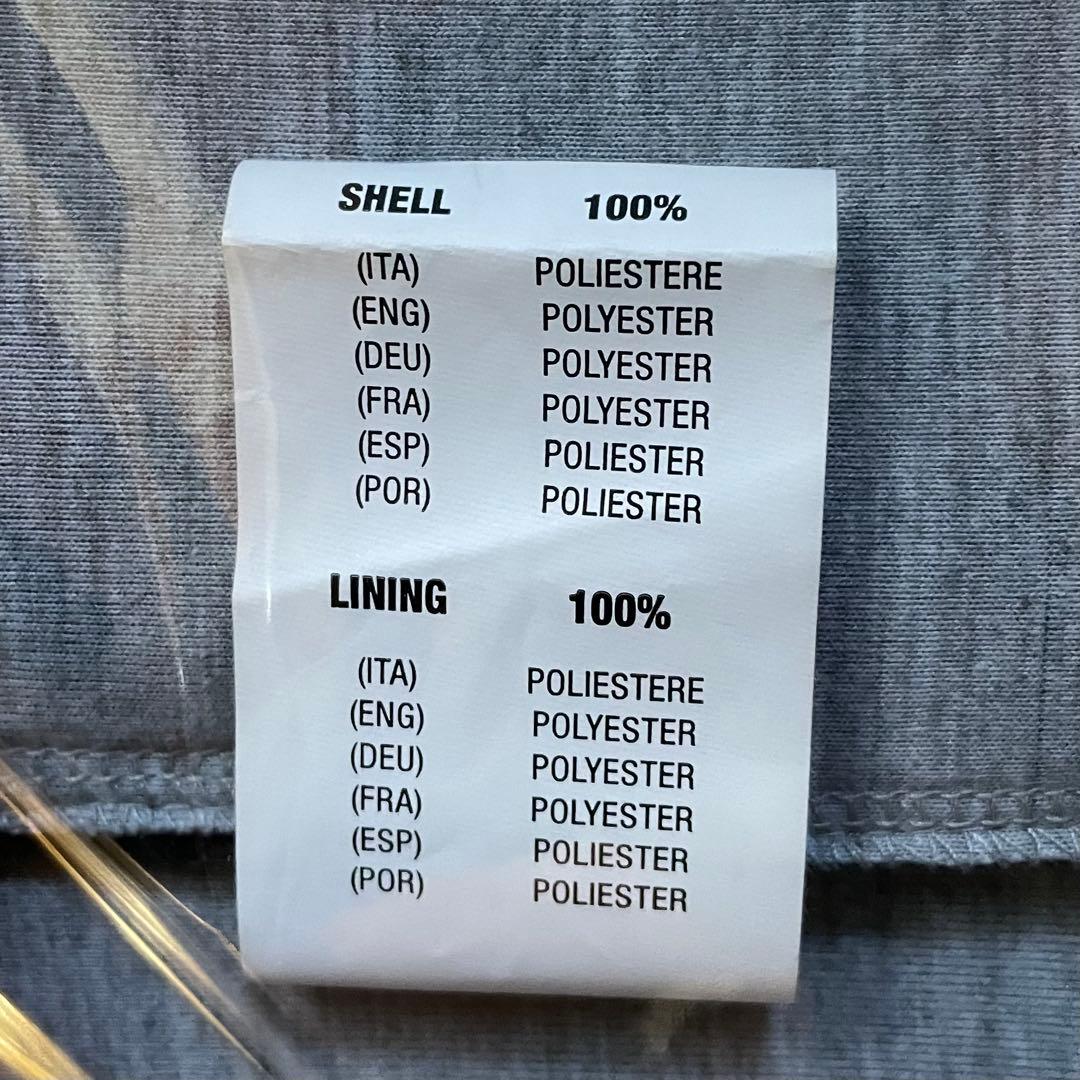 SHELL 100%
(ITA) POLIESTERE
(ENG) POLYESTER
(DEU) POLYESTER
(FRA) POLYESTER
(ESP) POLIESTER
(POR) POLIESTER
LINING 100%
(ITA) POLIESTERE
(ENG) POLYESTER
(DEU) POLYESTER
(FRA) POLYESTER
(ESP) POLIESTER
(POR) POLIESTER